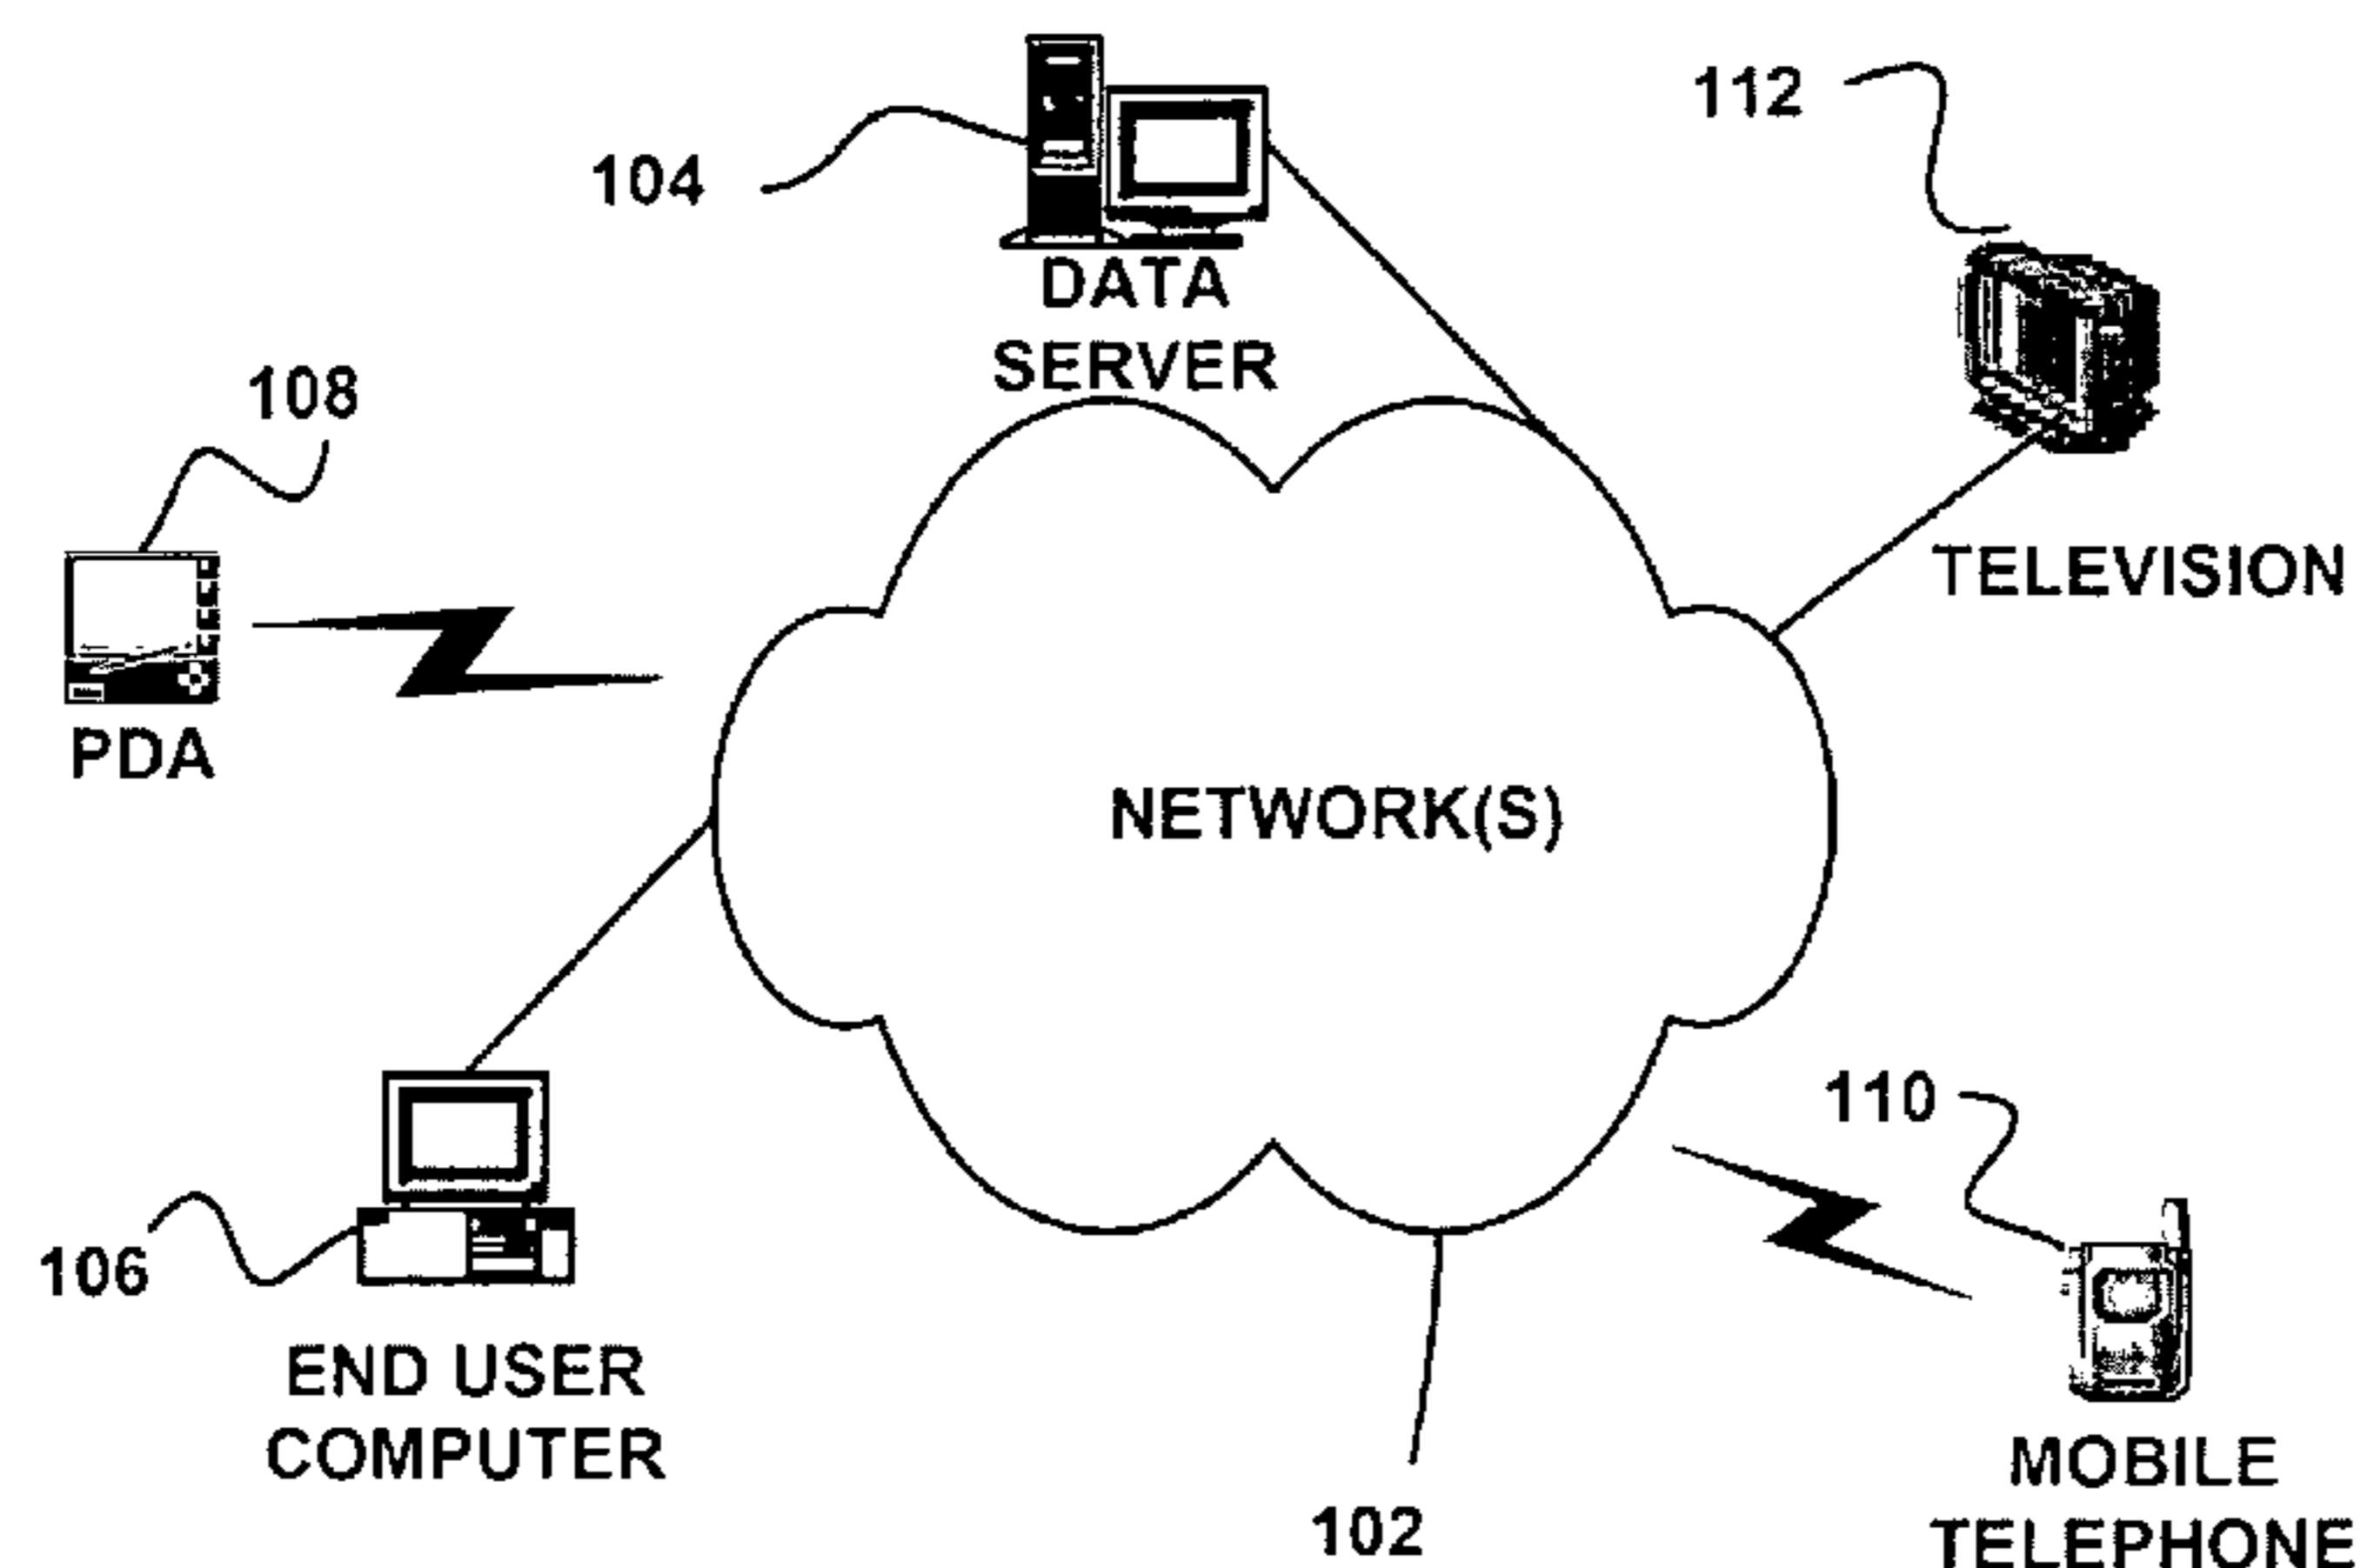 112
104
DATA
SERVER
108
TELEVISION
PDA
NETWORK(S)
110
106
END USER
COMPUTER
MOBILE
TELEPHONE
102